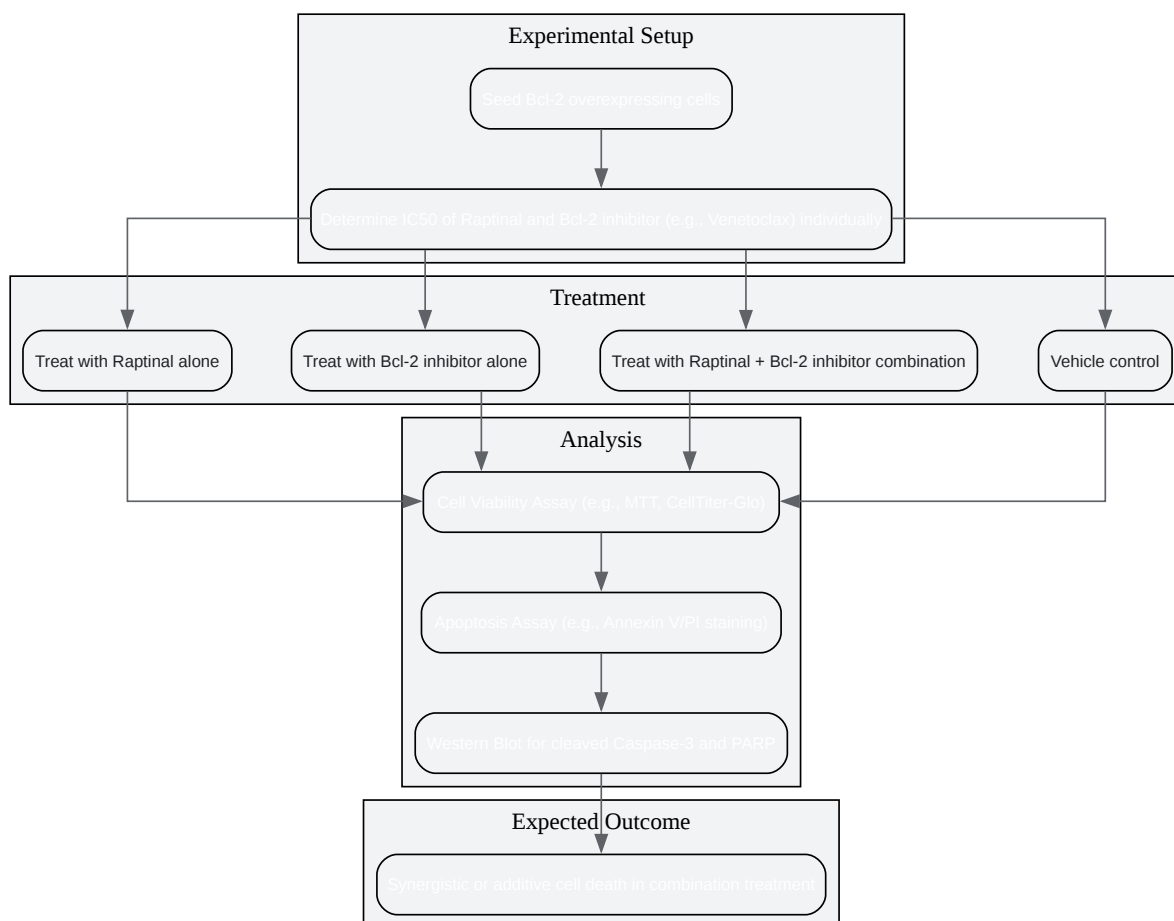 Experimental Setup
Seed Bcl-2 overexpressing cells
Determine IC50 of Raptinal and Bcl-2 inhibitor (e.g., Venetoclax) individually
Treatment
Treat with Raptinal alone
Treat with Bcl-2 inhibitor alone
Treat with Raptinal + Bcl-2 inhibitor combination
Vehicle control
Analysis
Cell Viability Assay (e.g., MTT, CellTiter-Glo)
Apoptosis Assay (e.g., Annexin V/PI staining)
Western Blot for cleaved Caspase-3 and PARP
Expected Outcome
Synergistic or additive cell death in combination treatment